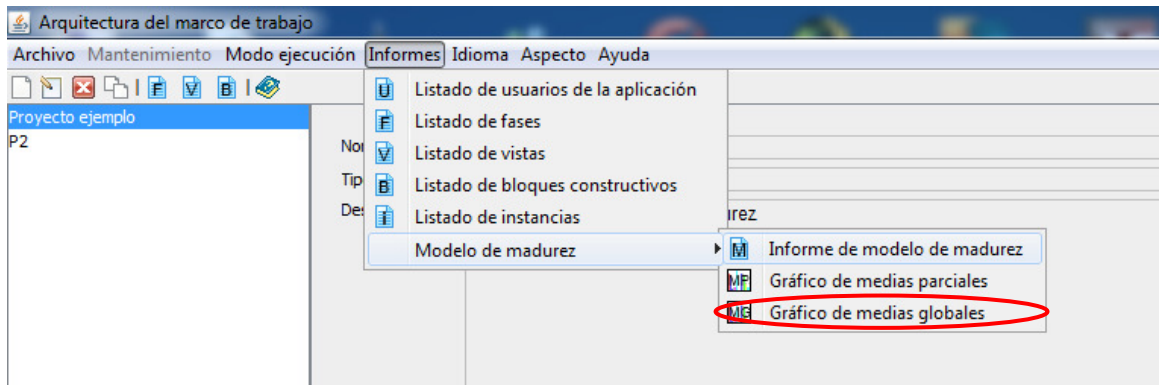 Arquitectura del marco de trabajo
Archivo Mantenimiento Modo ejecución Informes Idioma Aspecto Ayuda
F V B
Proyecto ejemplo
P2
U Listado de usuarios de la aplicación
F Listado de fases
V Listado de vistas
B Listado de bloques constructivos
I Listado de instancias
Modelo de madurez
M Informe de modelo de madurez
MP Gráfico de medias parciales
MG Gráfico de medias globales